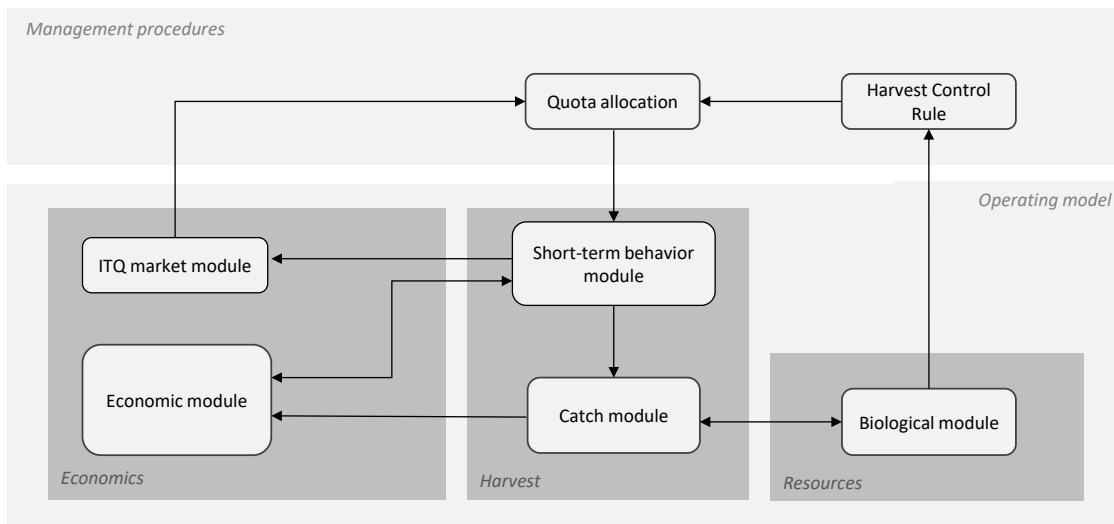 Management procedures
Quota allocation
Harvest Control
Rule
Operating model
ITQ market module
Short-term behavior
module
Economic module
Catch module
Biological module
Economics
Harvest
Resources